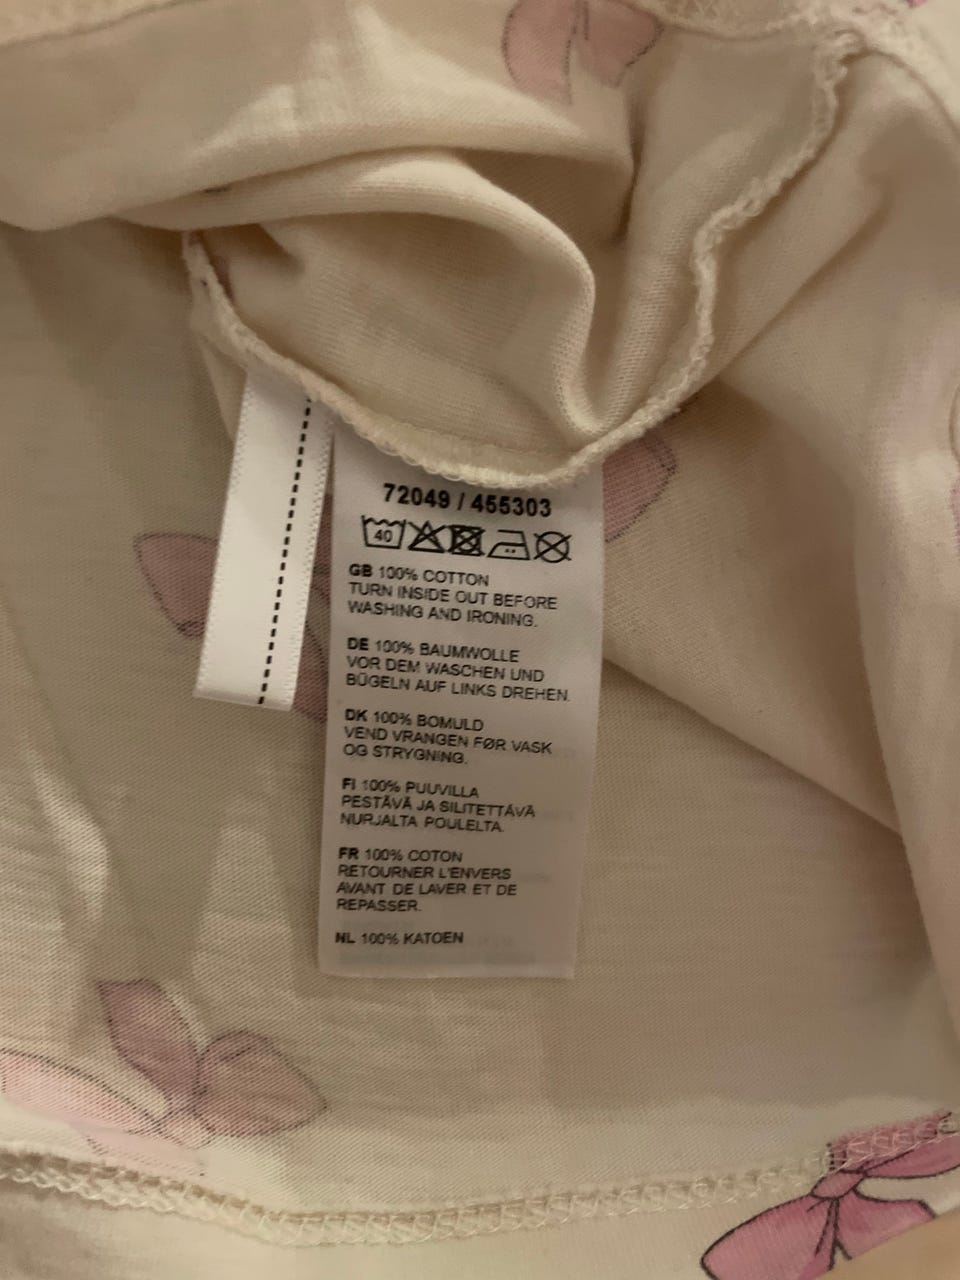 72049 / 455303
40
GB 100% COTTON
TURN INSIDE OUT BEFORE
WASHING AND IRONING.
DE 100% BAUMWOLLE
VOR DEM WASCHEN UND
BÜGELN AUF LINKS DREHEN.
DK 100% BOMULD
VEND VRANGEN FØR VASK
OG STRYGNING.
FI 100% PUUVILLA
PESTÄVÄ JA SILITETTÄVÄ
NURJALTA POULELTA.
FR 100% COTON
RETOURNER L'ENVERS
AVANT DE LAVER ET DE
REPASSER.
NL 100% KATOEN